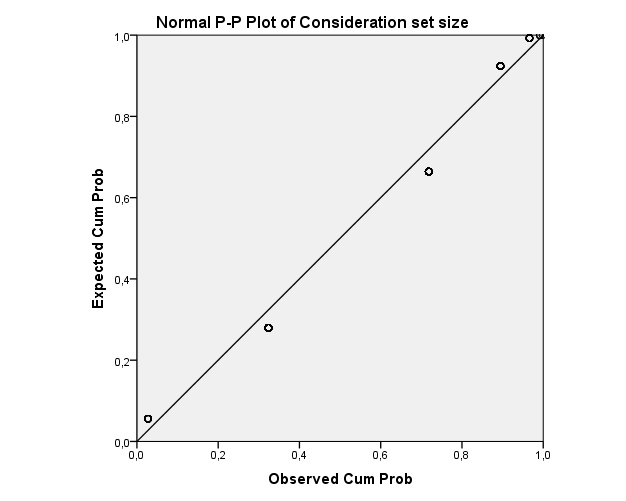 Normal P-P Plot of Consideration set size
Expected Cum Prob
1,0
0,8
0,6
0,4
0,2
0,0
0,0 0,2 0,4 0,6 0,8 1,0
Observed Cum Prob